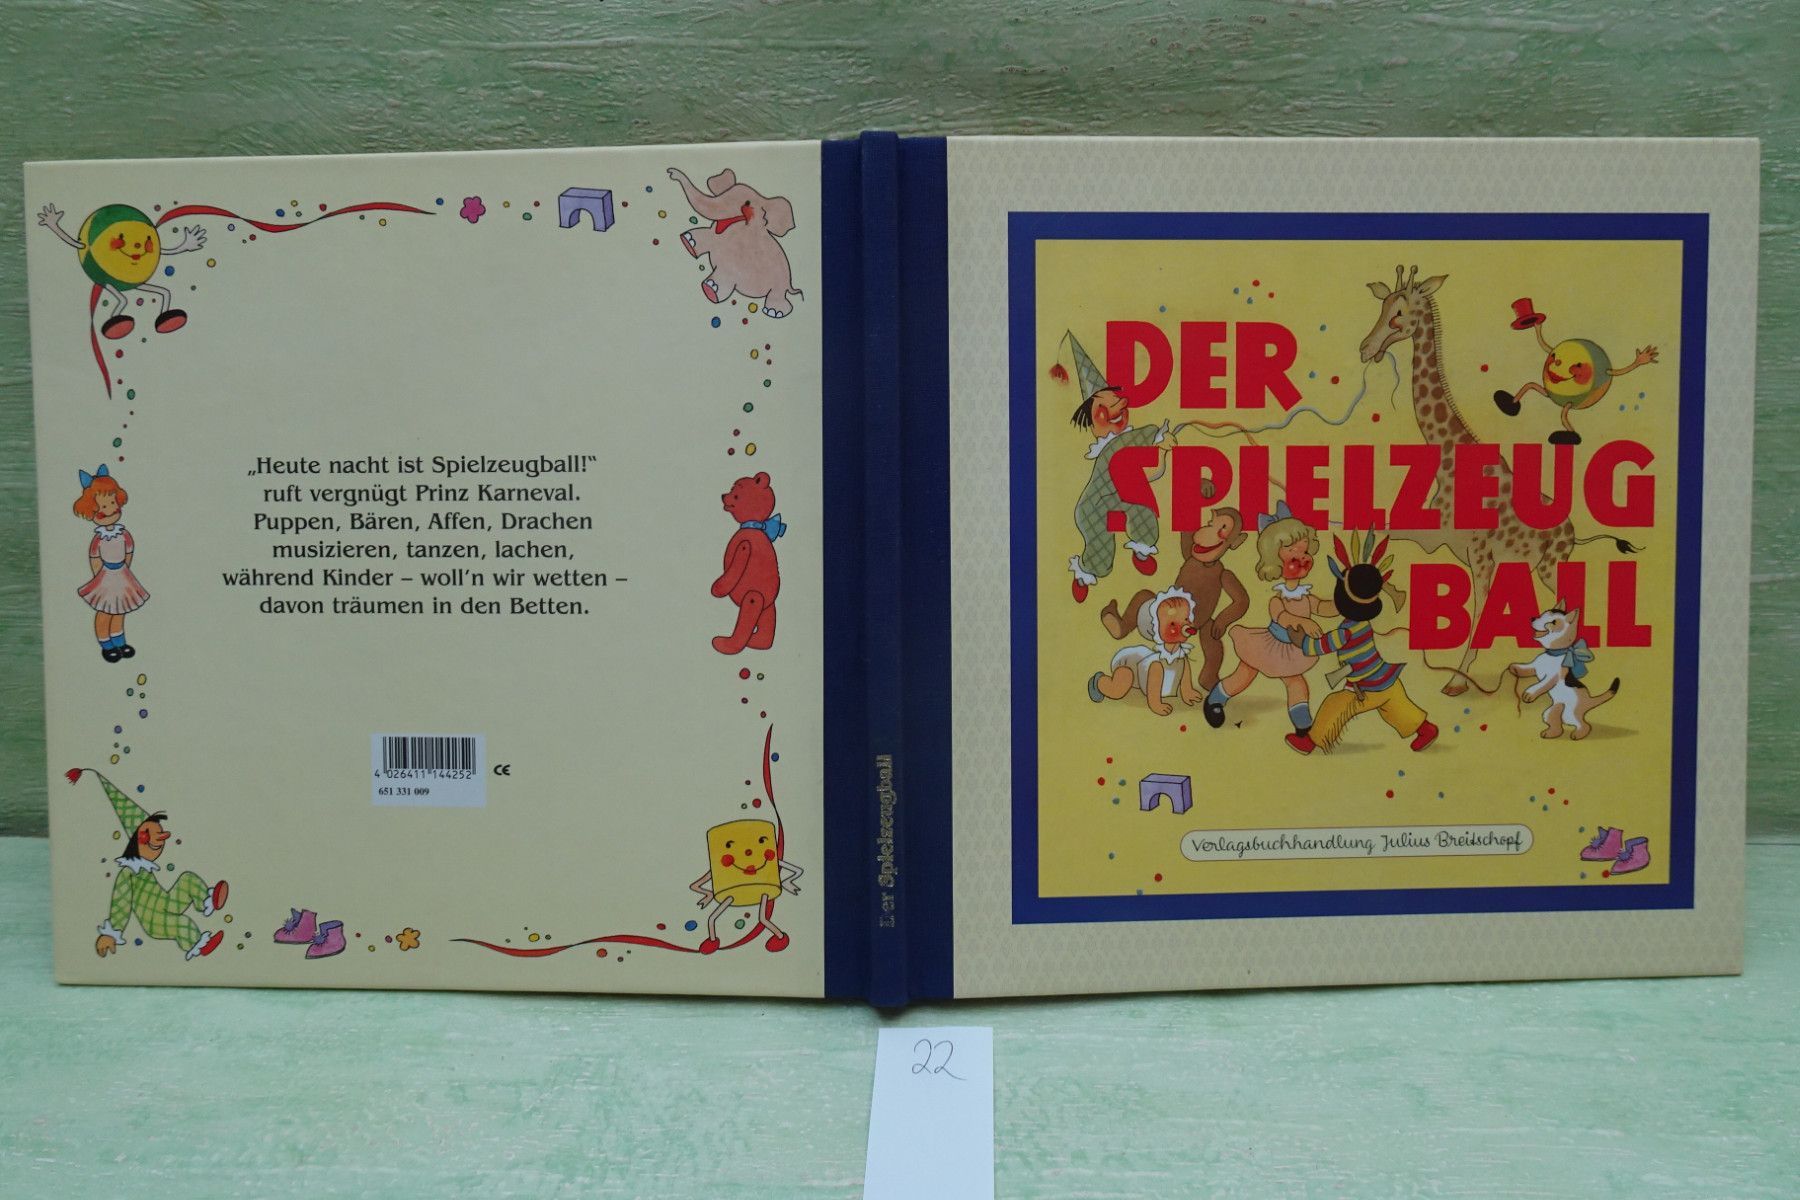 „Heute nacht ist Spielzeugball!“
ruft vergnügt Prinz Karneval.
Puppen, Bären, Affen, Drachen
musizieren, tanzen, lachen,
während Kinder – woll'n wir wetten –
davon träumen in den Betten.
4 026411 144252
CE
651 331 009
Der Spielzeugball
DER
SPIELZEUG
BALL
Verlagsbuchhandlung Julius Breitschopf
22